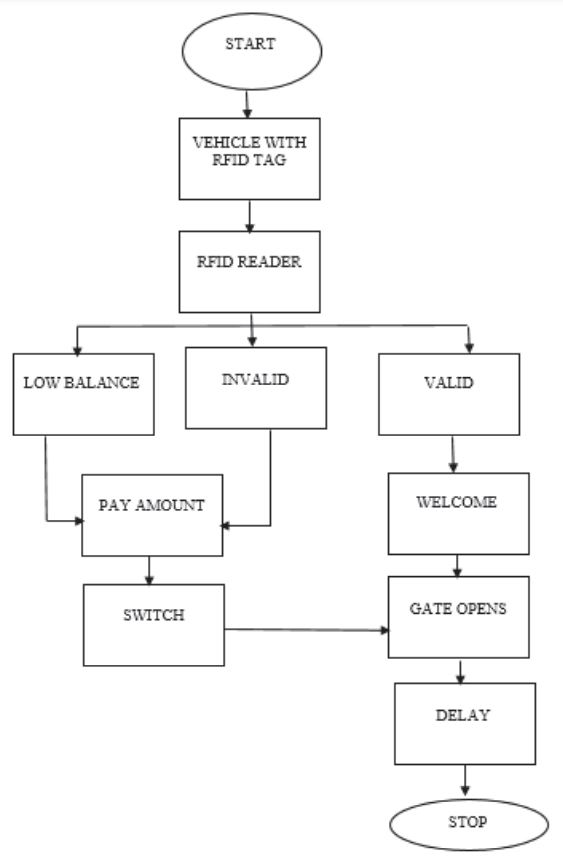 START
VEHICLE WITH
RFID TAG
RFID READER
LOW BALANCE
INVALID
VALID
PAY AMOUNT
WELCOME
SWITCH
GATE OPENS
DELAY
STOP